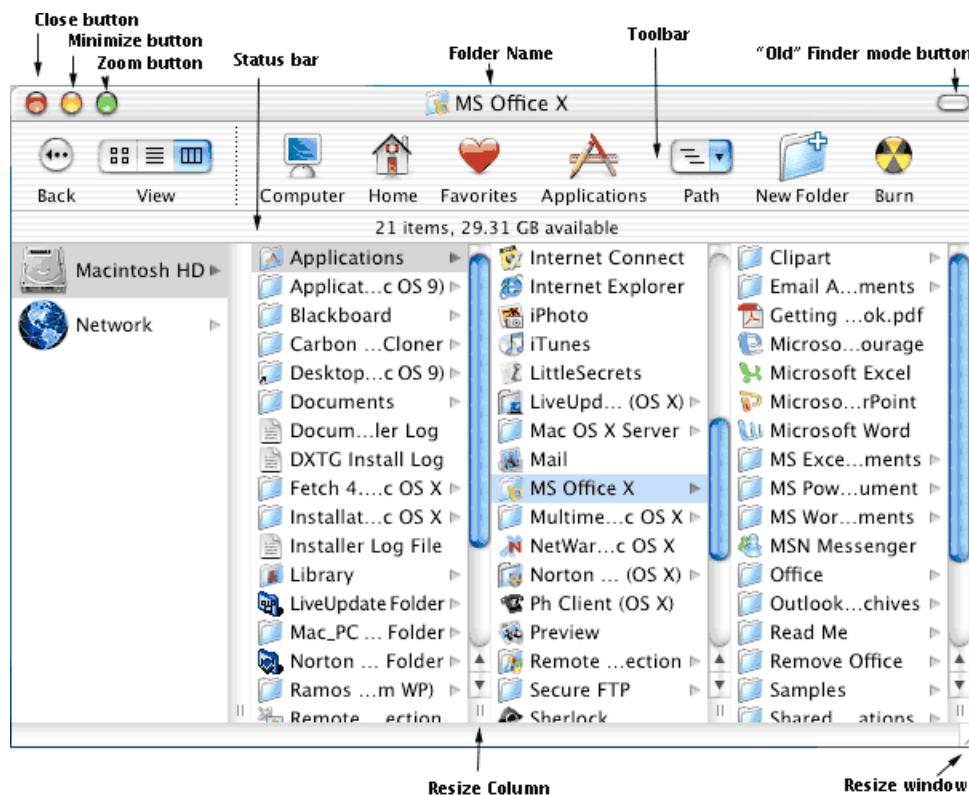 Close button
Minimize button
Zoom button
Status bar
Folder Name
Toolbar
"Old" Finder mode button
MS Office X
Back
View
Computer
Home
Favorites
Applications
Path
New Folder
Burn
21 items, 29.31 GB available
Macintosh HD
Network
Applications
Applicat...c OS 9)
Blackboard
Carbon ...Cloner
Desktop...c OS 9)
Documents
Docum...ler Log
DXTG Install Log
Fetch 4....c OS X
Installat...c OS X
Installer Log File
Library
LiveUpdate Folder
Mac_PC ... Folder
Norton ... Folder
Ramos ...m WP)
Remote ...ection
Internet Connect
Internet Explorer
iPhoto
iTunes
LittleSecrets
LiveUpd... (OS X)
Mac OS X Server
Mail
MS Office X
Multime...c OS X
NetWar...c OS X
Norton ... (OS X)
Ph Client (OS X)
Preview
Remote ...ection
Secure FTP
Sherlock
Clipart
Email A...ments
Getting ...ok.pdf
Microso...ourage
Microsoft Excel
Microso...rPoint
Microsoft Word
MS Exce...ments
MS Pow...ument
MS Wor...ments
MSN Messenger
Office
Outlook...chives
Read Me
Remove Office
Samples
Shared ...ations
Resize Column
Resize window